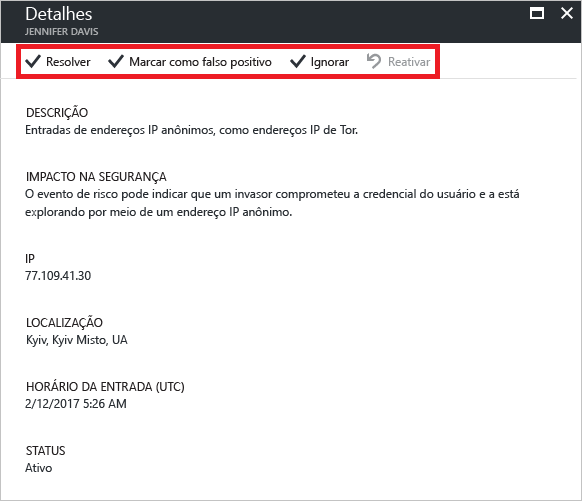 Detalhes
JENNIFER DAVIS
Resolver Marcar como falso positivo Ignorar Reativar
DESCRIÇÃO
Entradas de endereços IP anônimos, como endereços IP de Tor.
IMPACTO NA SEGURANÇA
O evento de risco pode indicar que um invasor comprometeu a credencial do usuário e a está
explorando por meio de um endereço IP anônimo.
IP
77.109.41.30
LOCALIZAÇÃO
Kyiv, Kyiv Misto, UA
HORÁRIO DA ENTRADA (UTC)
2/12/2017 5:26 AM
STATUS
Ativo